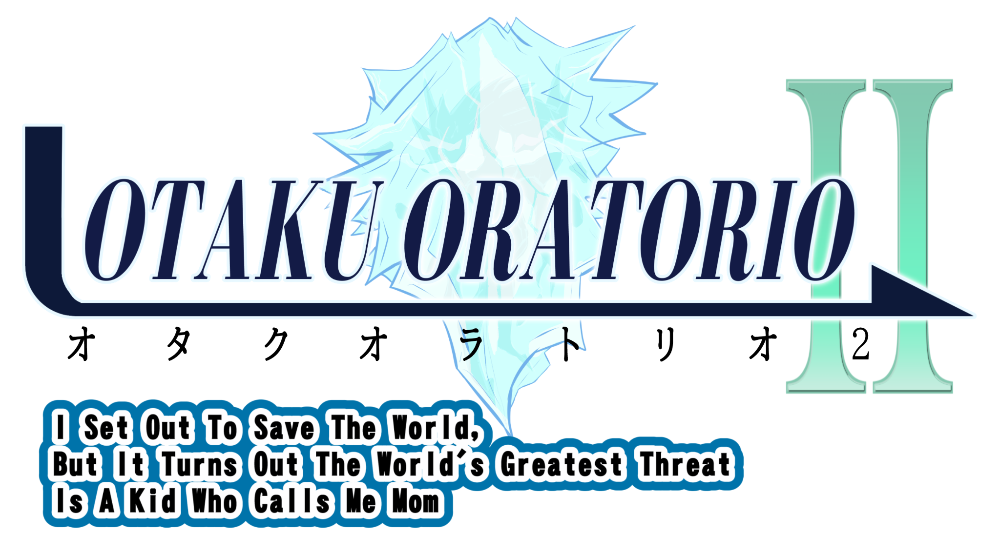 OTAKU ORATORIO II
オタクオラトリオ2
I Set Out To Save The World,
But It Turns Out The World's Greatest Threat
Is A Kid Who Calls Me Mom